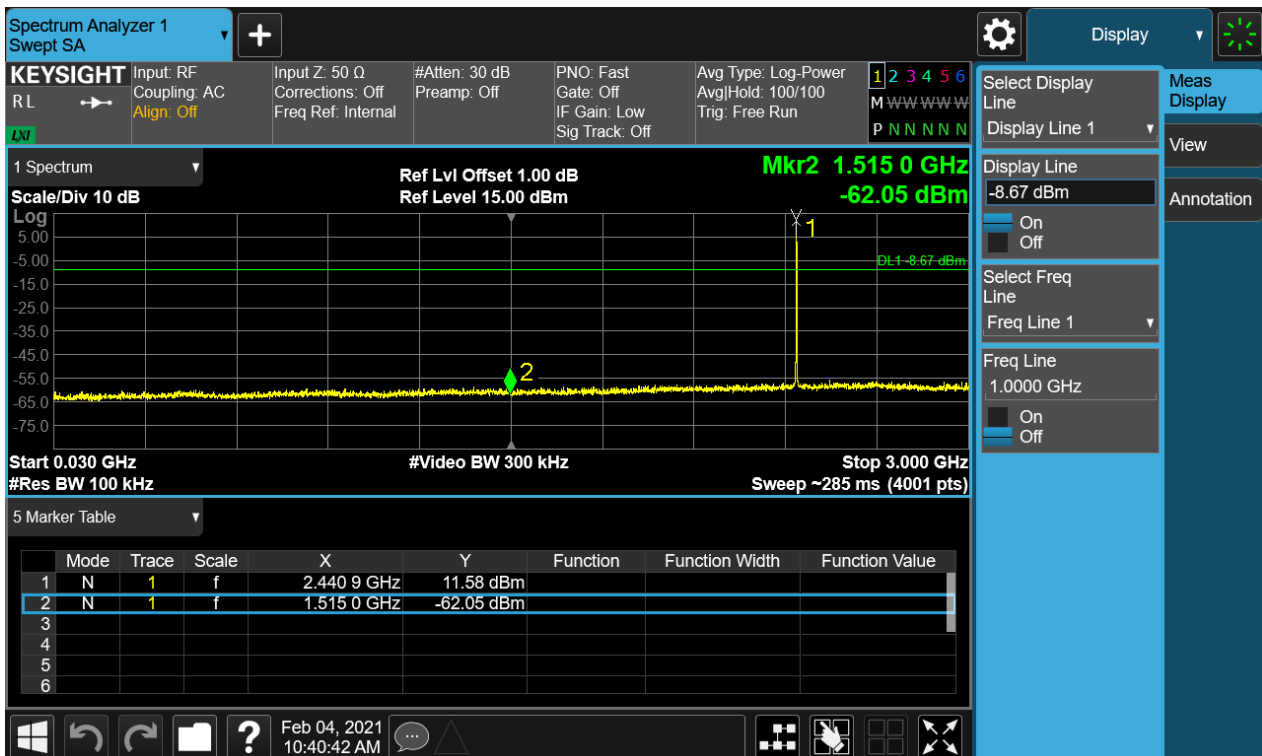 Spectrum Analyzer 1
Swept SA
+
Display
KEYSIGHT
RL
LXI
Input: RF
Coupling: AC
Align: Off
Input Z: 50 Ω
Corrections: Off
Freq Ref: Internal
#Atten: 30 dB
Preamp: Off
PNO: Fast
Gate: Off
IF Gain: Low
Sig Track: Off
Avg Type: Log-Power
Avg|Hold: 100/100
Trig: Free Run
1 2 3 4 5 6
M W W W W W
P N N N N N
1 Spectrum
Scale/Div 10 dB
Ref Lvl Offset 1.00 dB
Ref Level 15.00 dBm
Mkr2 1.515 0 GHz
-62.05 dBm
Log
5.00
-5.00
-15.0
-25.0
-35.0
-45.0
-55.0
-65.0
-75.0
1
DL1 -8.67 dBm
2
Start 0.030 GHz
#Video BW 300 kHz
Stop 3.000 GHz
#Res BW 100 kHz
Sweep ~285 ms (4001 pts)
5 Marker Table
Mode Trace Scale X Y Function Function Width Function Value
1 N 1 f 2.440 9 GHz 11.58 dBm
2 N 1 f 1.515 0 GHz -62.05 dBm
3
4
5
6
Select Display
Line
Display Line 1
Display Line
-8.67 dBm
On
Off
Select Freq
Line
Freq Line 1
Freq Line
1.0000 GHz
On
Off
Meas
Display
View
Annotation
?
Feb 04, 2021
10:40:42 AM